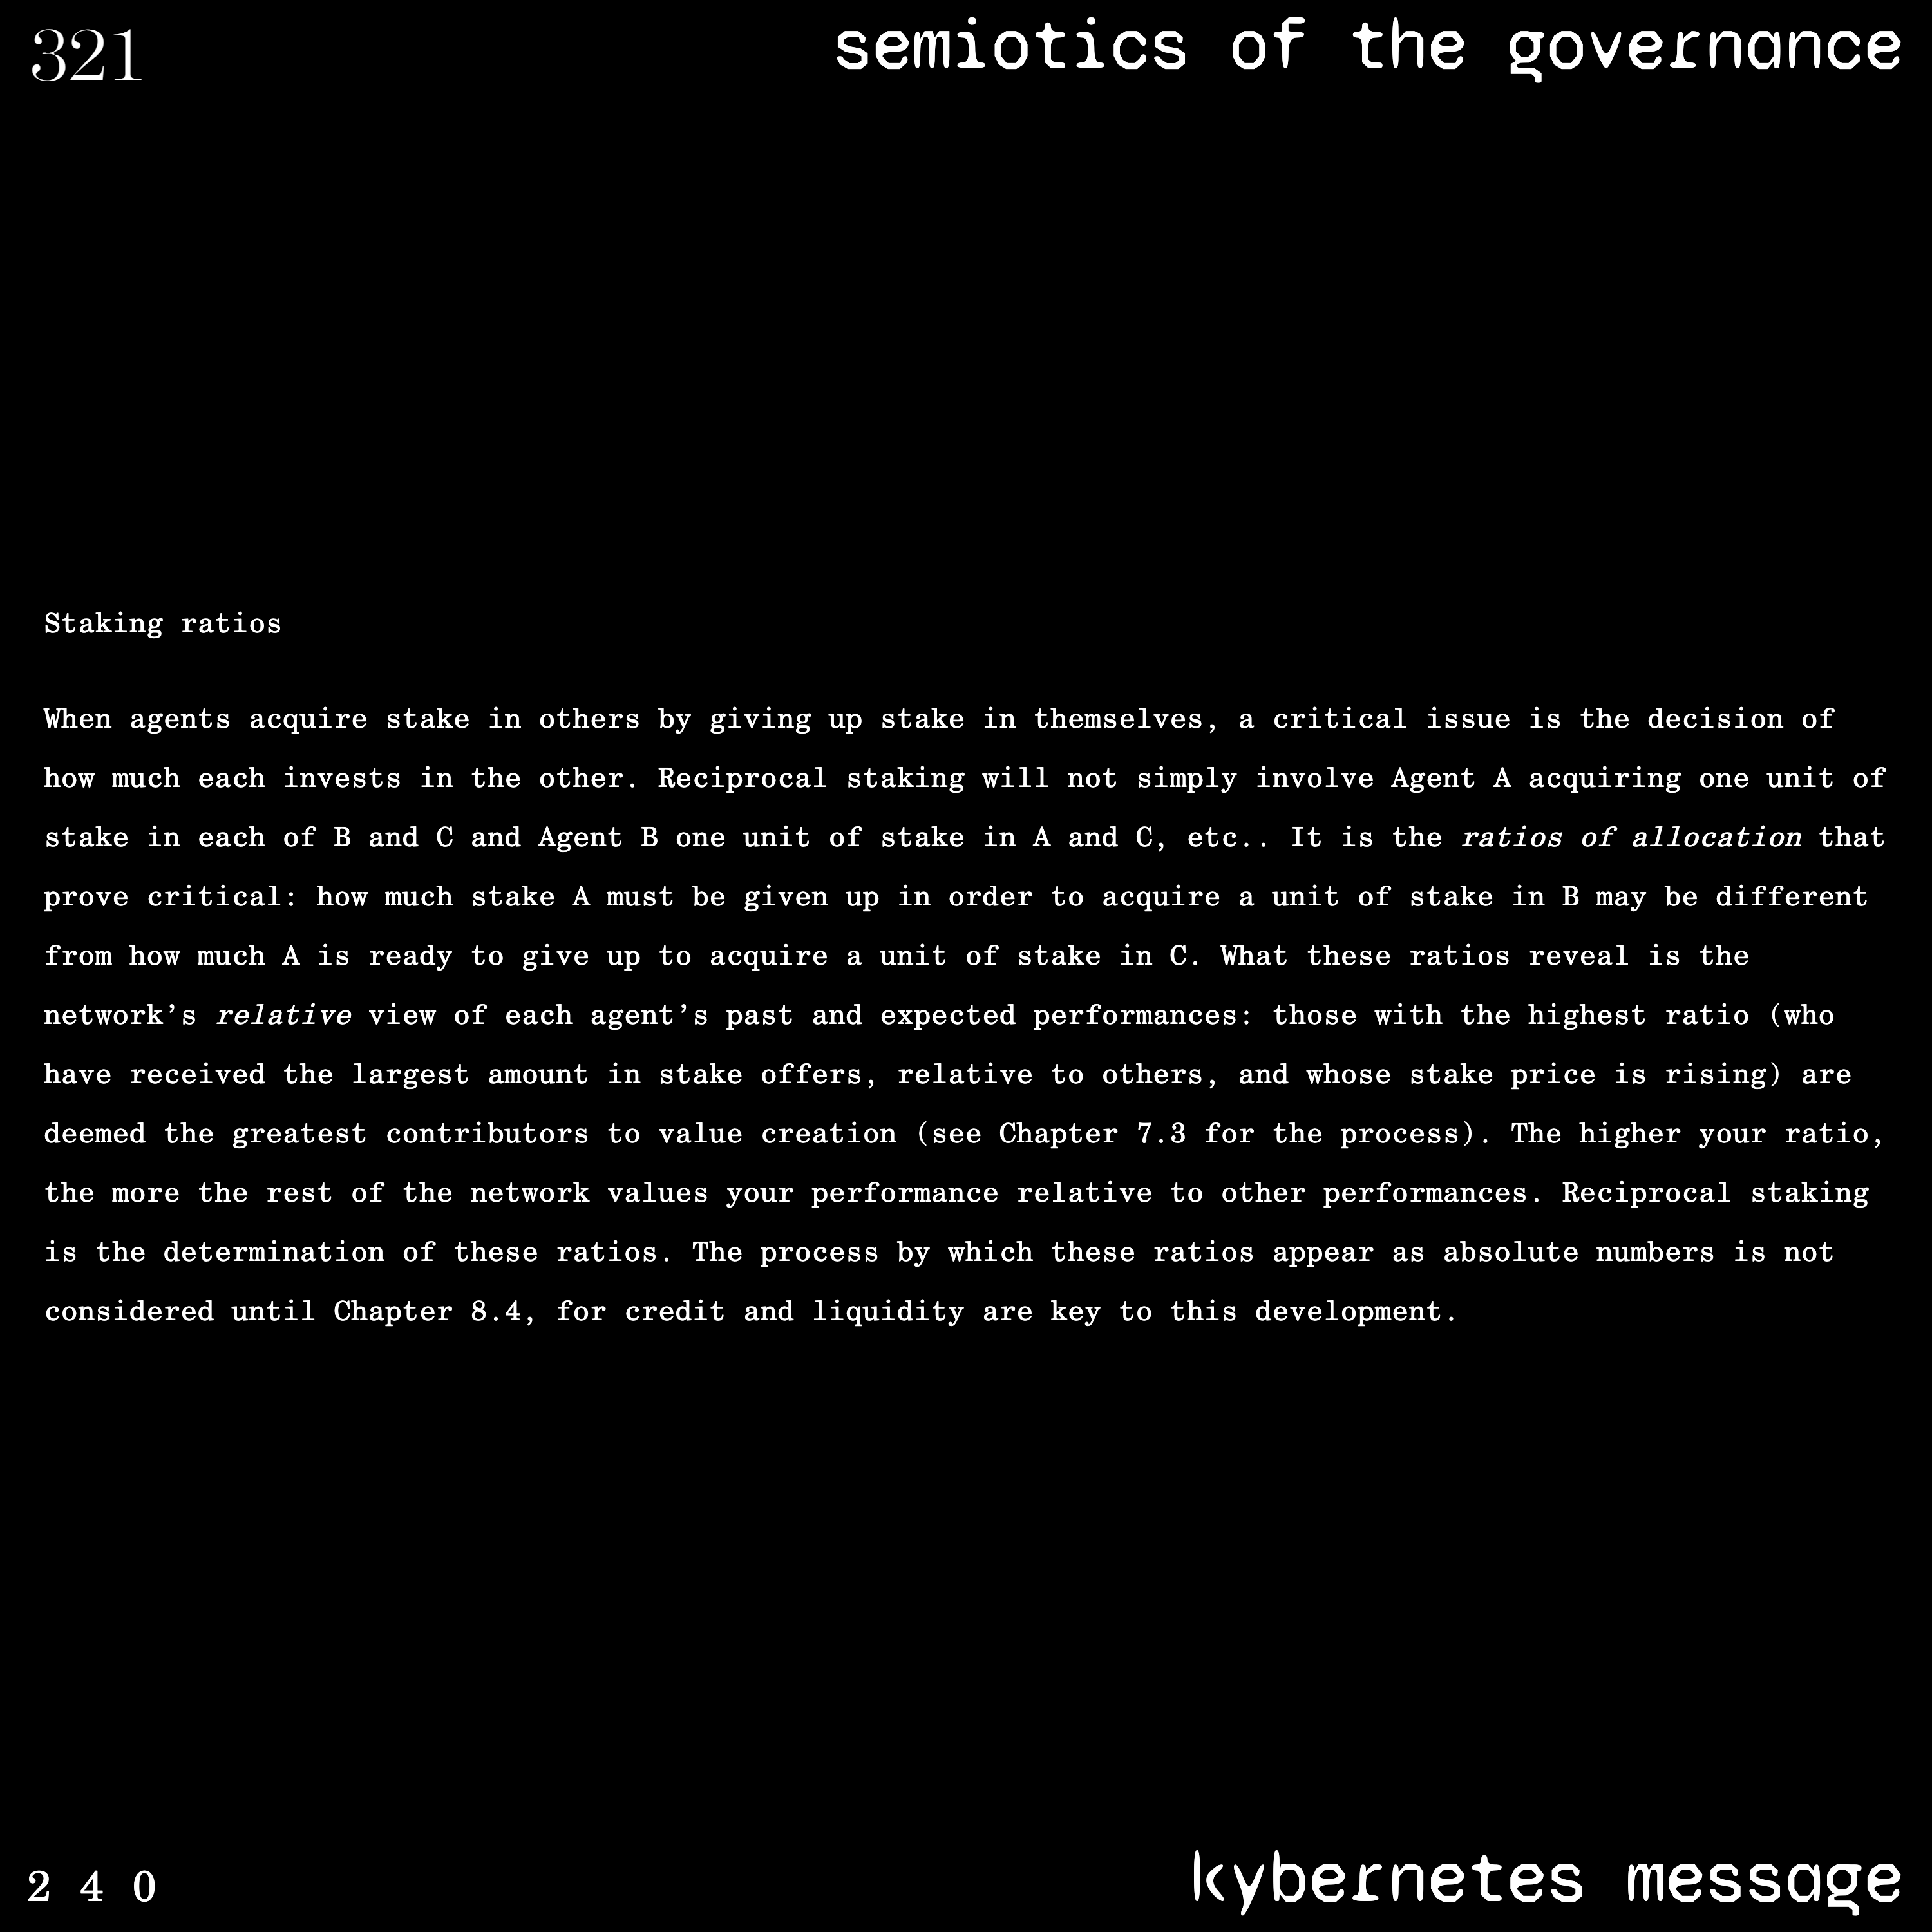 321
semiotics of the governance
Staking ratios
When agents acquire stake in others by giving up stake in themselves, a critical issue is the decision of
how much each invests in the other. Reciprocal staking will not simply involve Agent A acquiring one unit of
stake in each of B and C and Agent B one unit of stake in A and C, etc.. It is the ratios of allocation that
prove critical: how much stake A must be given up in order to acquire a unit of stake in B may be different
from how much A is ready to give up to acquire a unit of stake in C. What these ratios reveal is the
network’s relative view of each agent’s past and expected performances: those with the highest ratio (who
have received the largest amount in stake offers, relative to others, and whose stake price is rising) are
deemed the greatest contributors to value creation (see Chapter 7.3 for the process). The higher your ratio,
the more the rest of the network values your performance relative to other performances. Reciprocal staking
is the determination of these ratios. The process by which these ratios appear as absolute numbers is not
considered until Chapter 8.4, for credit and liquidity are key to this development.
2 4 0
kybernetes message